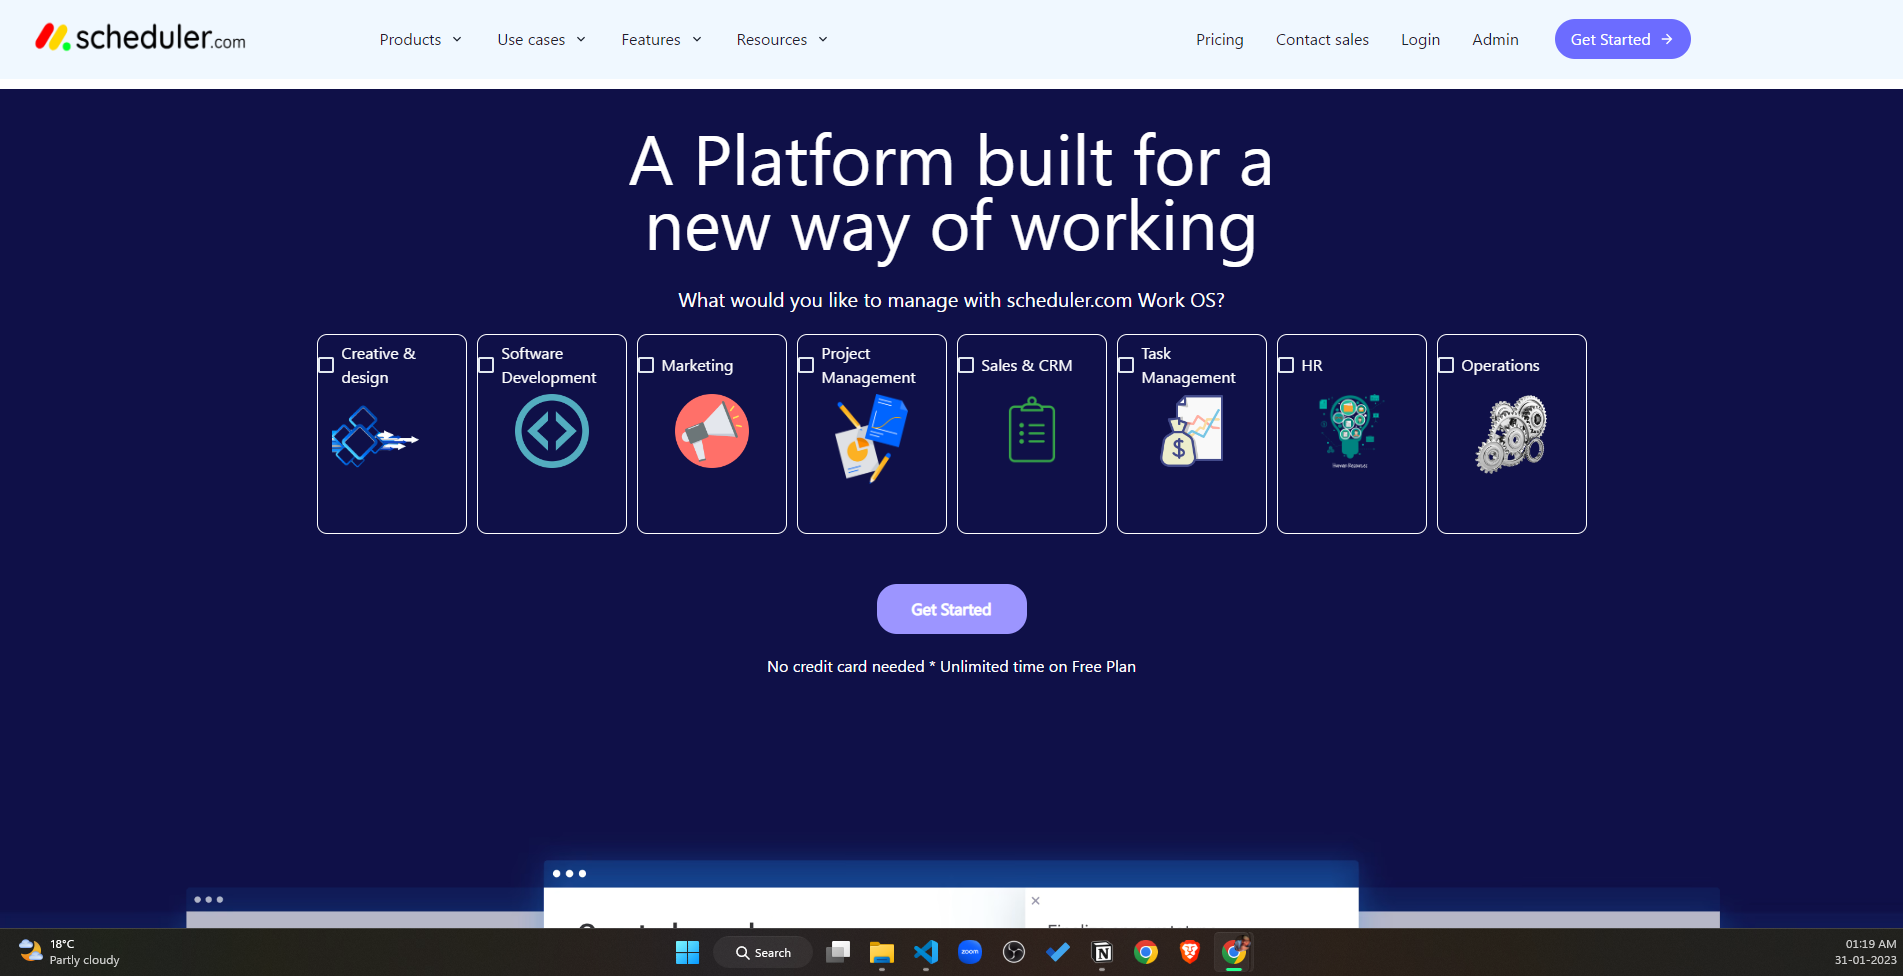 scheduler.com
Products
Use cases
Features
Resources
Pricing
Contact sales
Login
Admin
Get Started
A Platform built for a
new way of working
What would you like to manage with scheduler.com Work OS?
Creative &
design
Software
Development
Marketing
Project
Management
Sales & CRM
Task
Management
HR
Operations
$
Human Resources
Get Started
No credit card needed * Unlimited time on Free Plan
18°C
Partly cloudy
Search
zoom
01:19 AM
31-01-2023